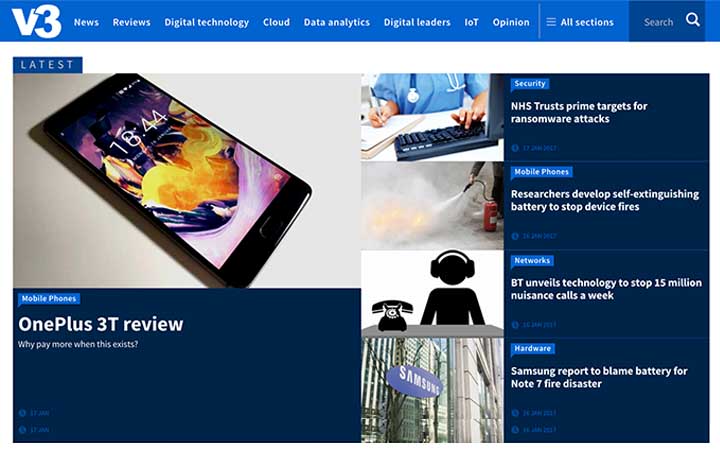 V3
News
Reviews
Digital technology
Cloud
Data analytics
Digital leaders
IoT
Opinion
All sections
Search
LATEST
18:44
Mobile Phones
OnePlus 3T review
Why pay more when this exists?
17 JAN
17 JAN
Security
NHS Trusts prime targets for
ransomware attacks
17 JAN 2017
Mobile Phones
Researchers develop self-extinguishing
battery to stop device fires
16 JAN 2017
Networks
BT unveils technology to stop 15 million
nuisance calls a week
16 JAN 2017
SAMSUNG
Hardware
Samsung report to blame battery for
Note 7 fire disaster
16 JAN 2017
16 JAN 2017